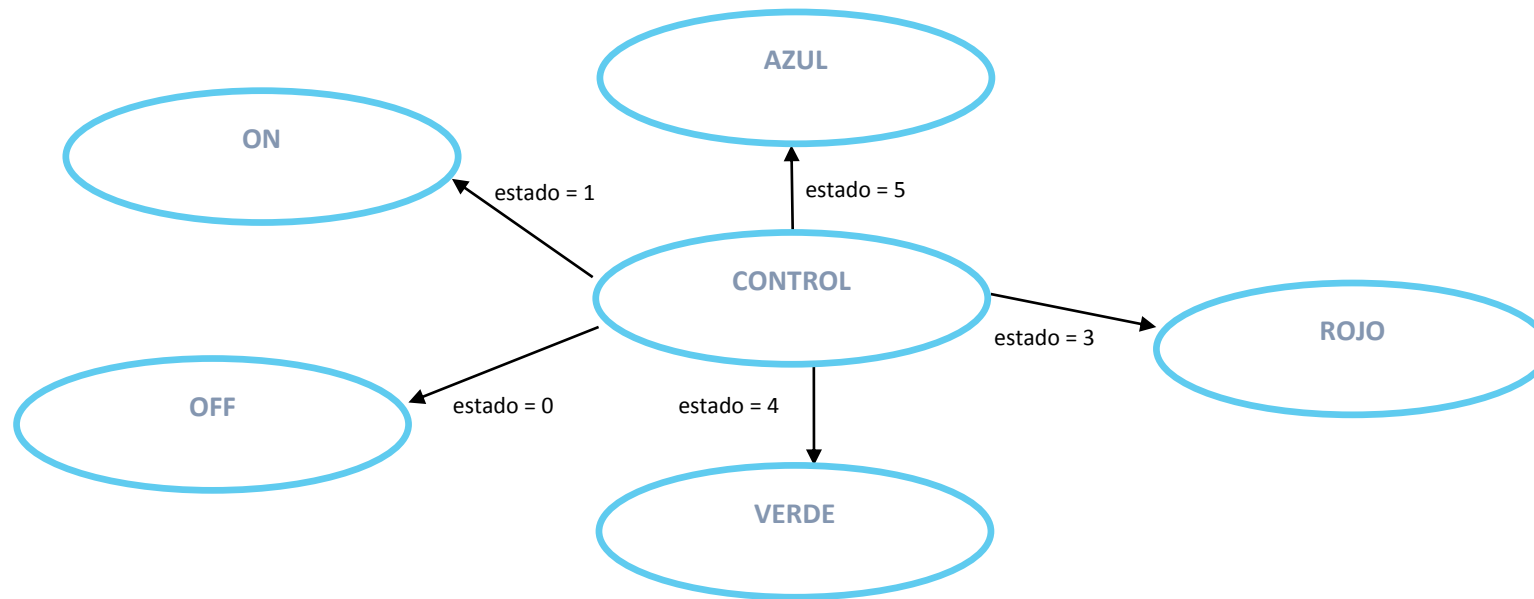 AZUL
ON
estado = 1
estado = 5
CONTROL
estado = 3
ROJO
OFF
estado = 0
estado = 4
VERDE